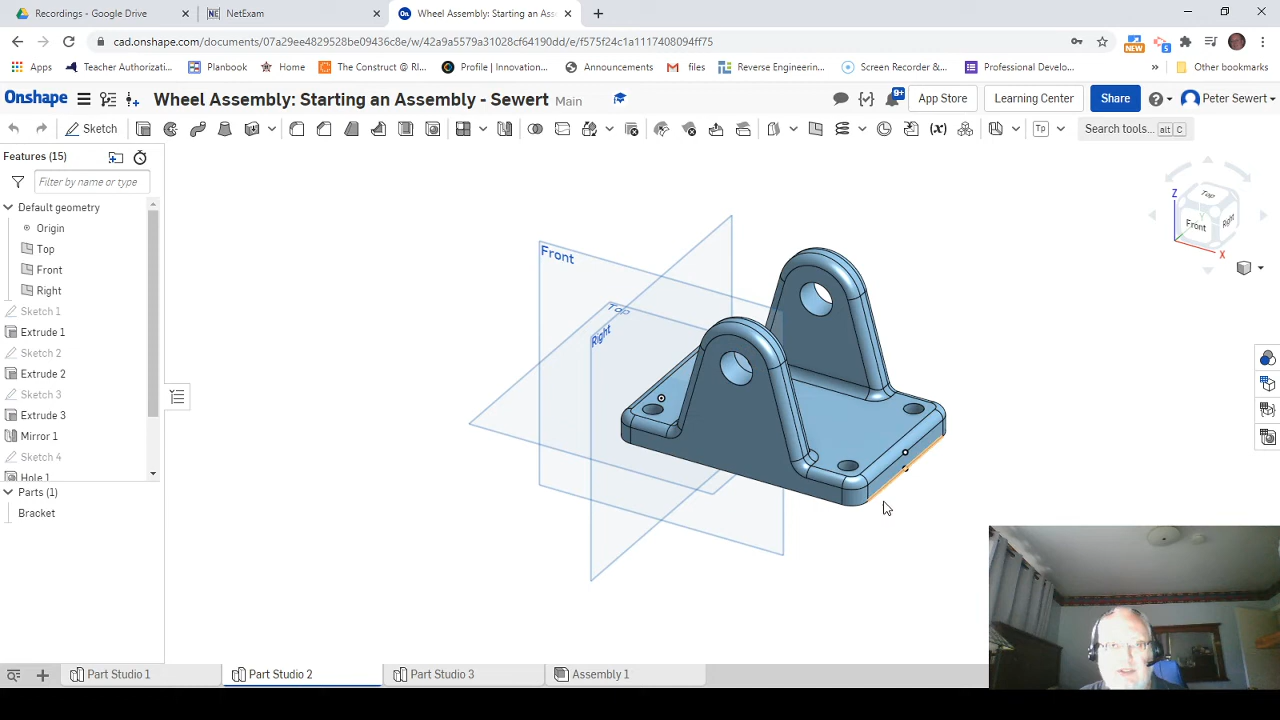 Recordings - Google Drive
NetExam
Wheel Assembly: Starting an Ass
cad.onshape.com/documents/07a29ee4829528be09436c8e/w/42a9a5579a31028cf64190dd/e/f575f24c1a1117408094ff75
NEW
5
Apps
Teacher Authorizati...
Planbook
Home
The Construct @ RI...
Profile | Innovation...
Announcements
files
Reverse Engineerin...
Screen Recorder &...
Professional Develo...
»
Other bookmarks
Onshape
Wheel Assembly: Starting an Assembly - Sewert
Main
9+
App Store
Learning Center
Share
Peter Sewert
Sketch
Tp
Search tools...
alt C
Features (15)
Filter by name or type
Default geometry
Origin
Top
Front
Right
Sketch 1
Extrude 1
Sketch 2
Extrude 2
Sketch 3
Extrude 3
Mirror 1
Sketch 4
Hole 1
Parts (1)
Bracket
Front
Top
Right
Z
Top
Front
Right
X
Part Studio 1
Part Studio 2
Part Studio 3
Assembly 1